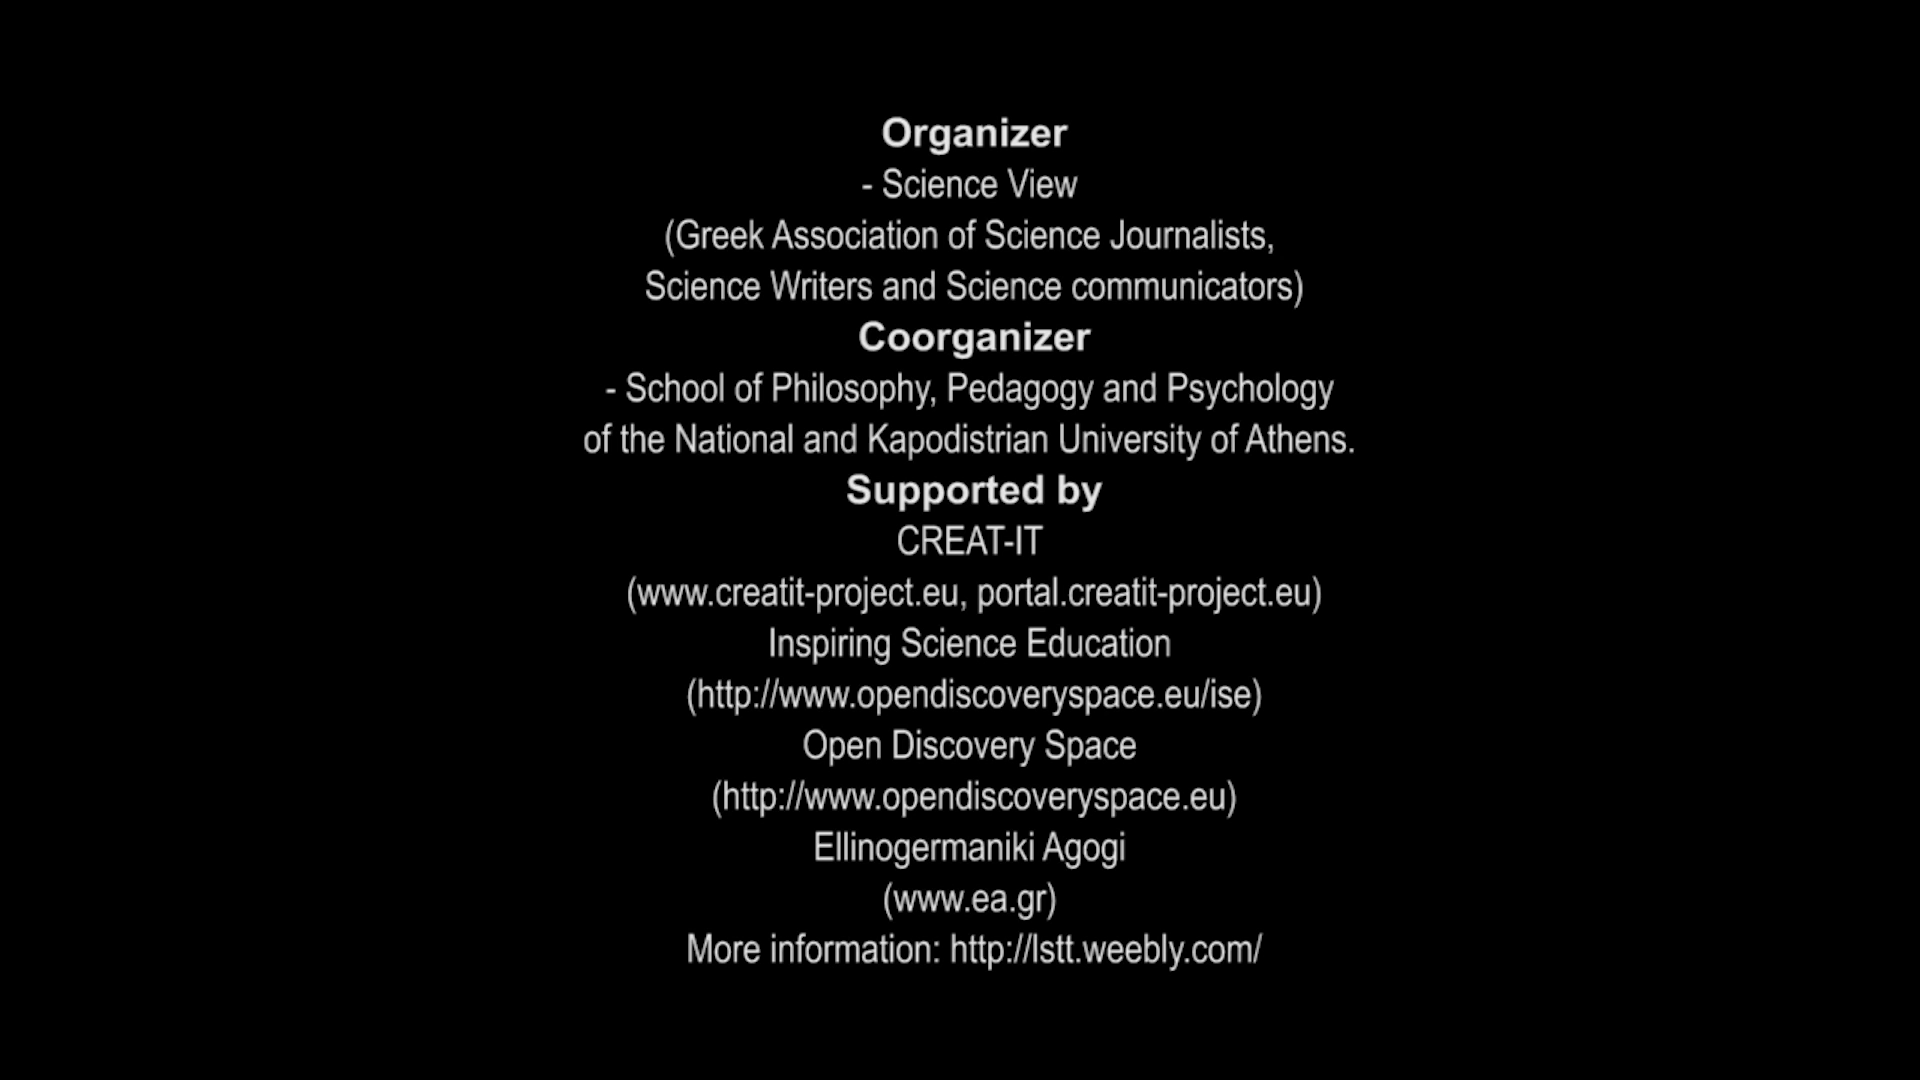 Organizer
- Science View
(Greek Association of Science Journalists,
Science Writers and Science communicators)
Coorganizer
- School of Philosophy, Pedagogy and Psychology
of the National and Kapodistrian University of Athens.
Supported by
CREAT-IT
(www.creatit-project.eu, portal.creatit-project.eu)
Inspiring Science Education
(http://www.opendiscoveryspace.eu/ise)
Open Discovery Space
(http://www.opendiscoveryspace.eu)
Ellinogermaniki Agogi
(www.ea.gr)
More information: http://lstt.weebly.com/